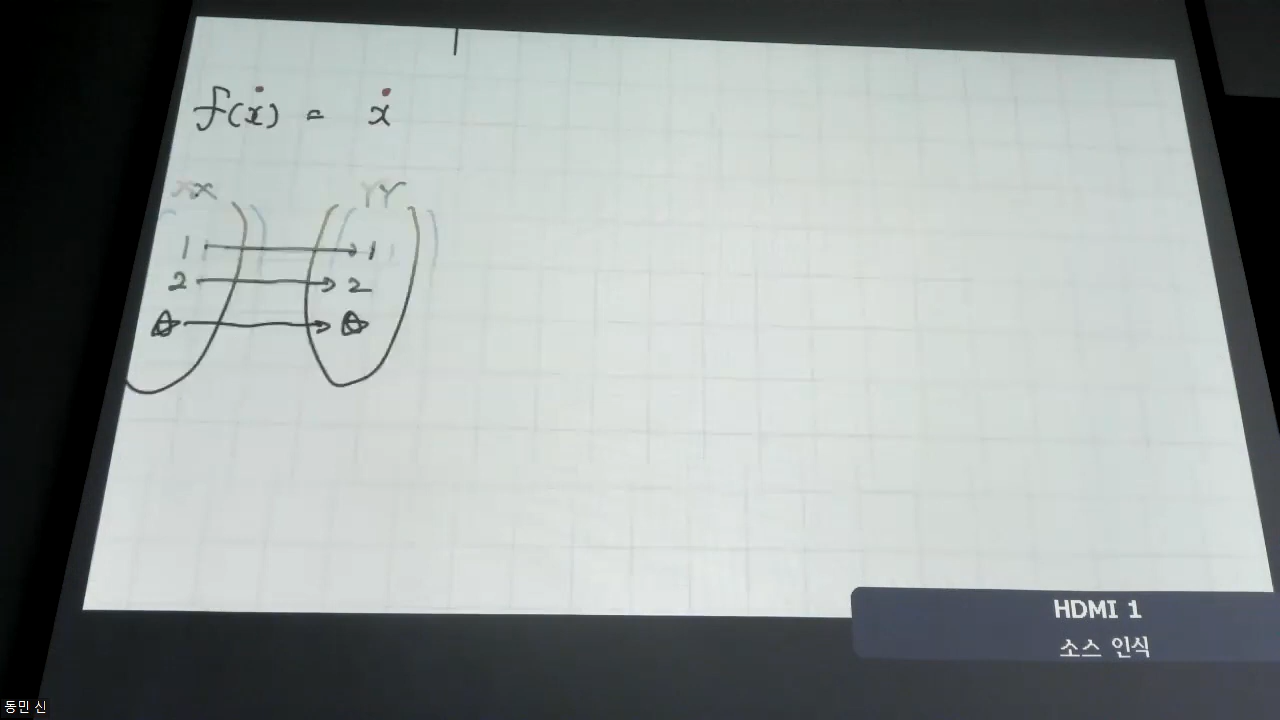 f(x) = x
X Y
1 1
2 2
☆ ☆
HDMI 1
소스 인식
동민 신